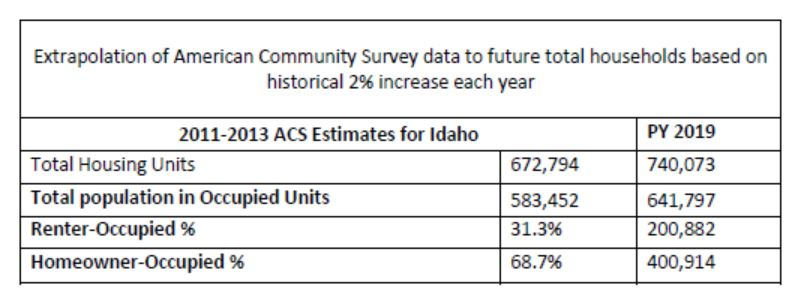 Extrapolation of American Community Survey data to future total households based on
historical 2% increase each year
2011-2013 ACS Estimates for Idaho PY 2019
Total Housing Units 672,794 740,073
Total population in Occupied Units 583,452 641,797
Renter-Occupied % 31.3% 200,882
Homeowner-Occupied % 68.7% 400,914